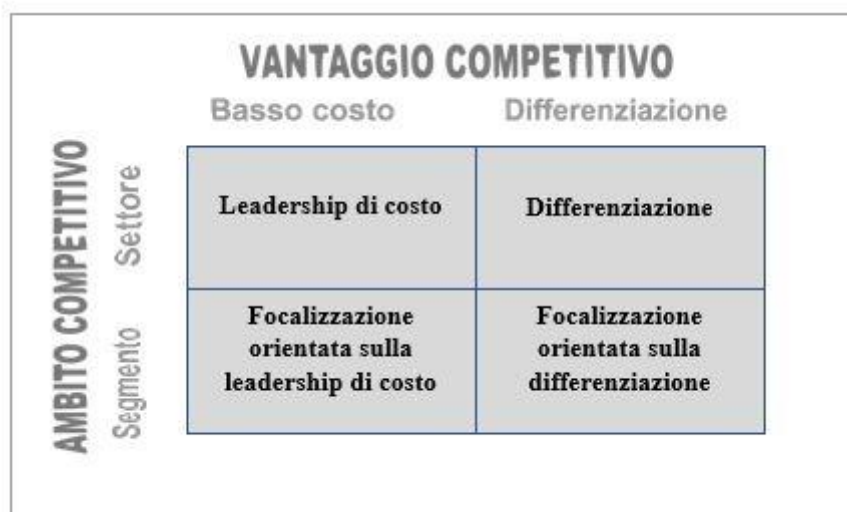 VANTAGGIO COMPETITIVO
Basso costo Differenziazione
AMBITO COMPETITIVO
Settore
Leadership di costo
Differenziazione
Segmento
Focalizzazione
orientata sulla
leadership di costo
Focalizzazione
orientata sulla
differenziazione